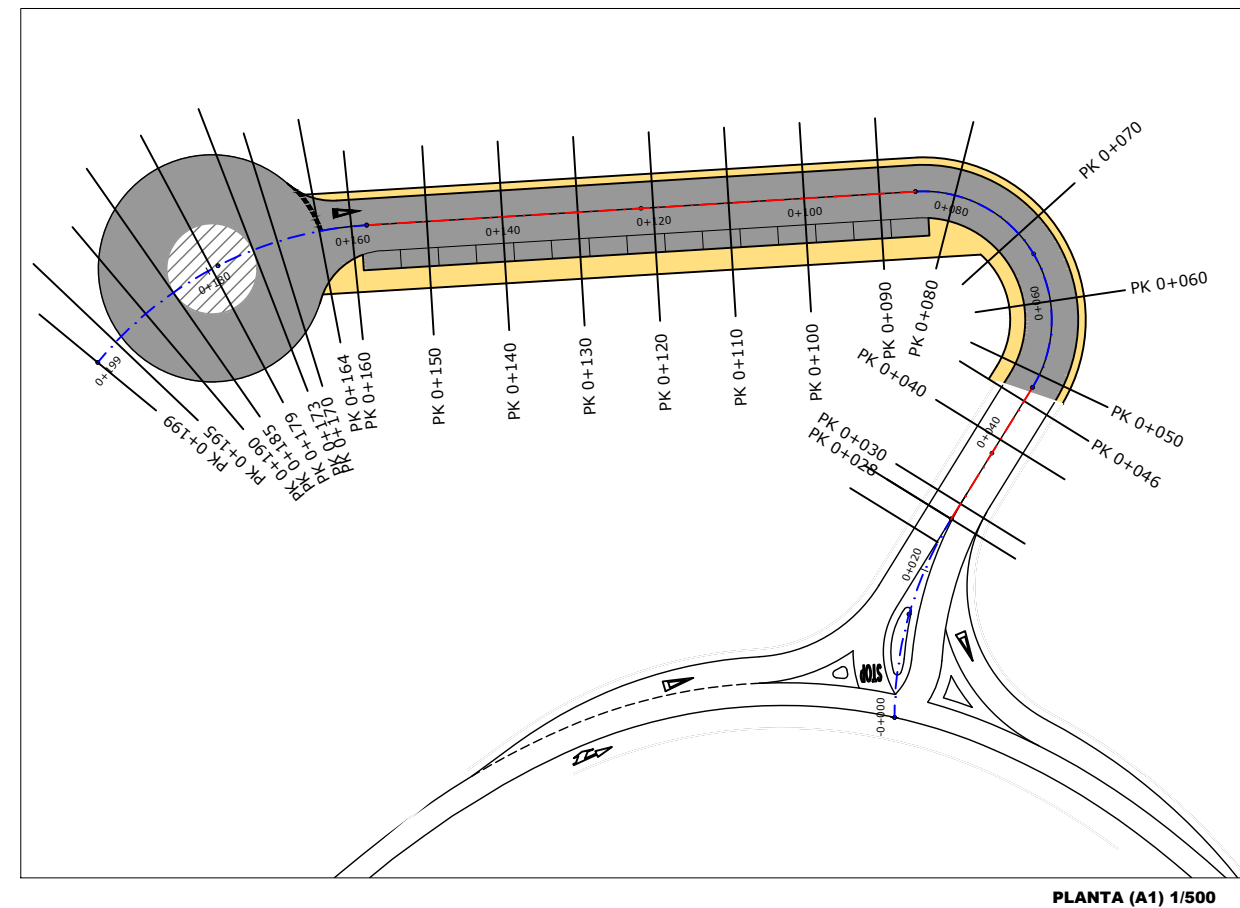 PK 0+070
PK 0+060
PK 0+080
PK 0+090
PK 0+100
PK 0+110
PK 0+120
PK 0+130
PK 0+140
PK 0+150
PK 0+160
PK 0+164
PK 0+170
PK 0+173
PK 0+179
PK 0+185
PK 0+190
PK 0+195
PK 0+199
PK 0+050
PK 0+046
PK 0+040
PK 0+030
PK 0+028
0+199
0+180
0+160
0+140
0+120
0+100
0+080
0+060
0+040
0+020
-0+000
STOP
PLANTA (A1) 1/500